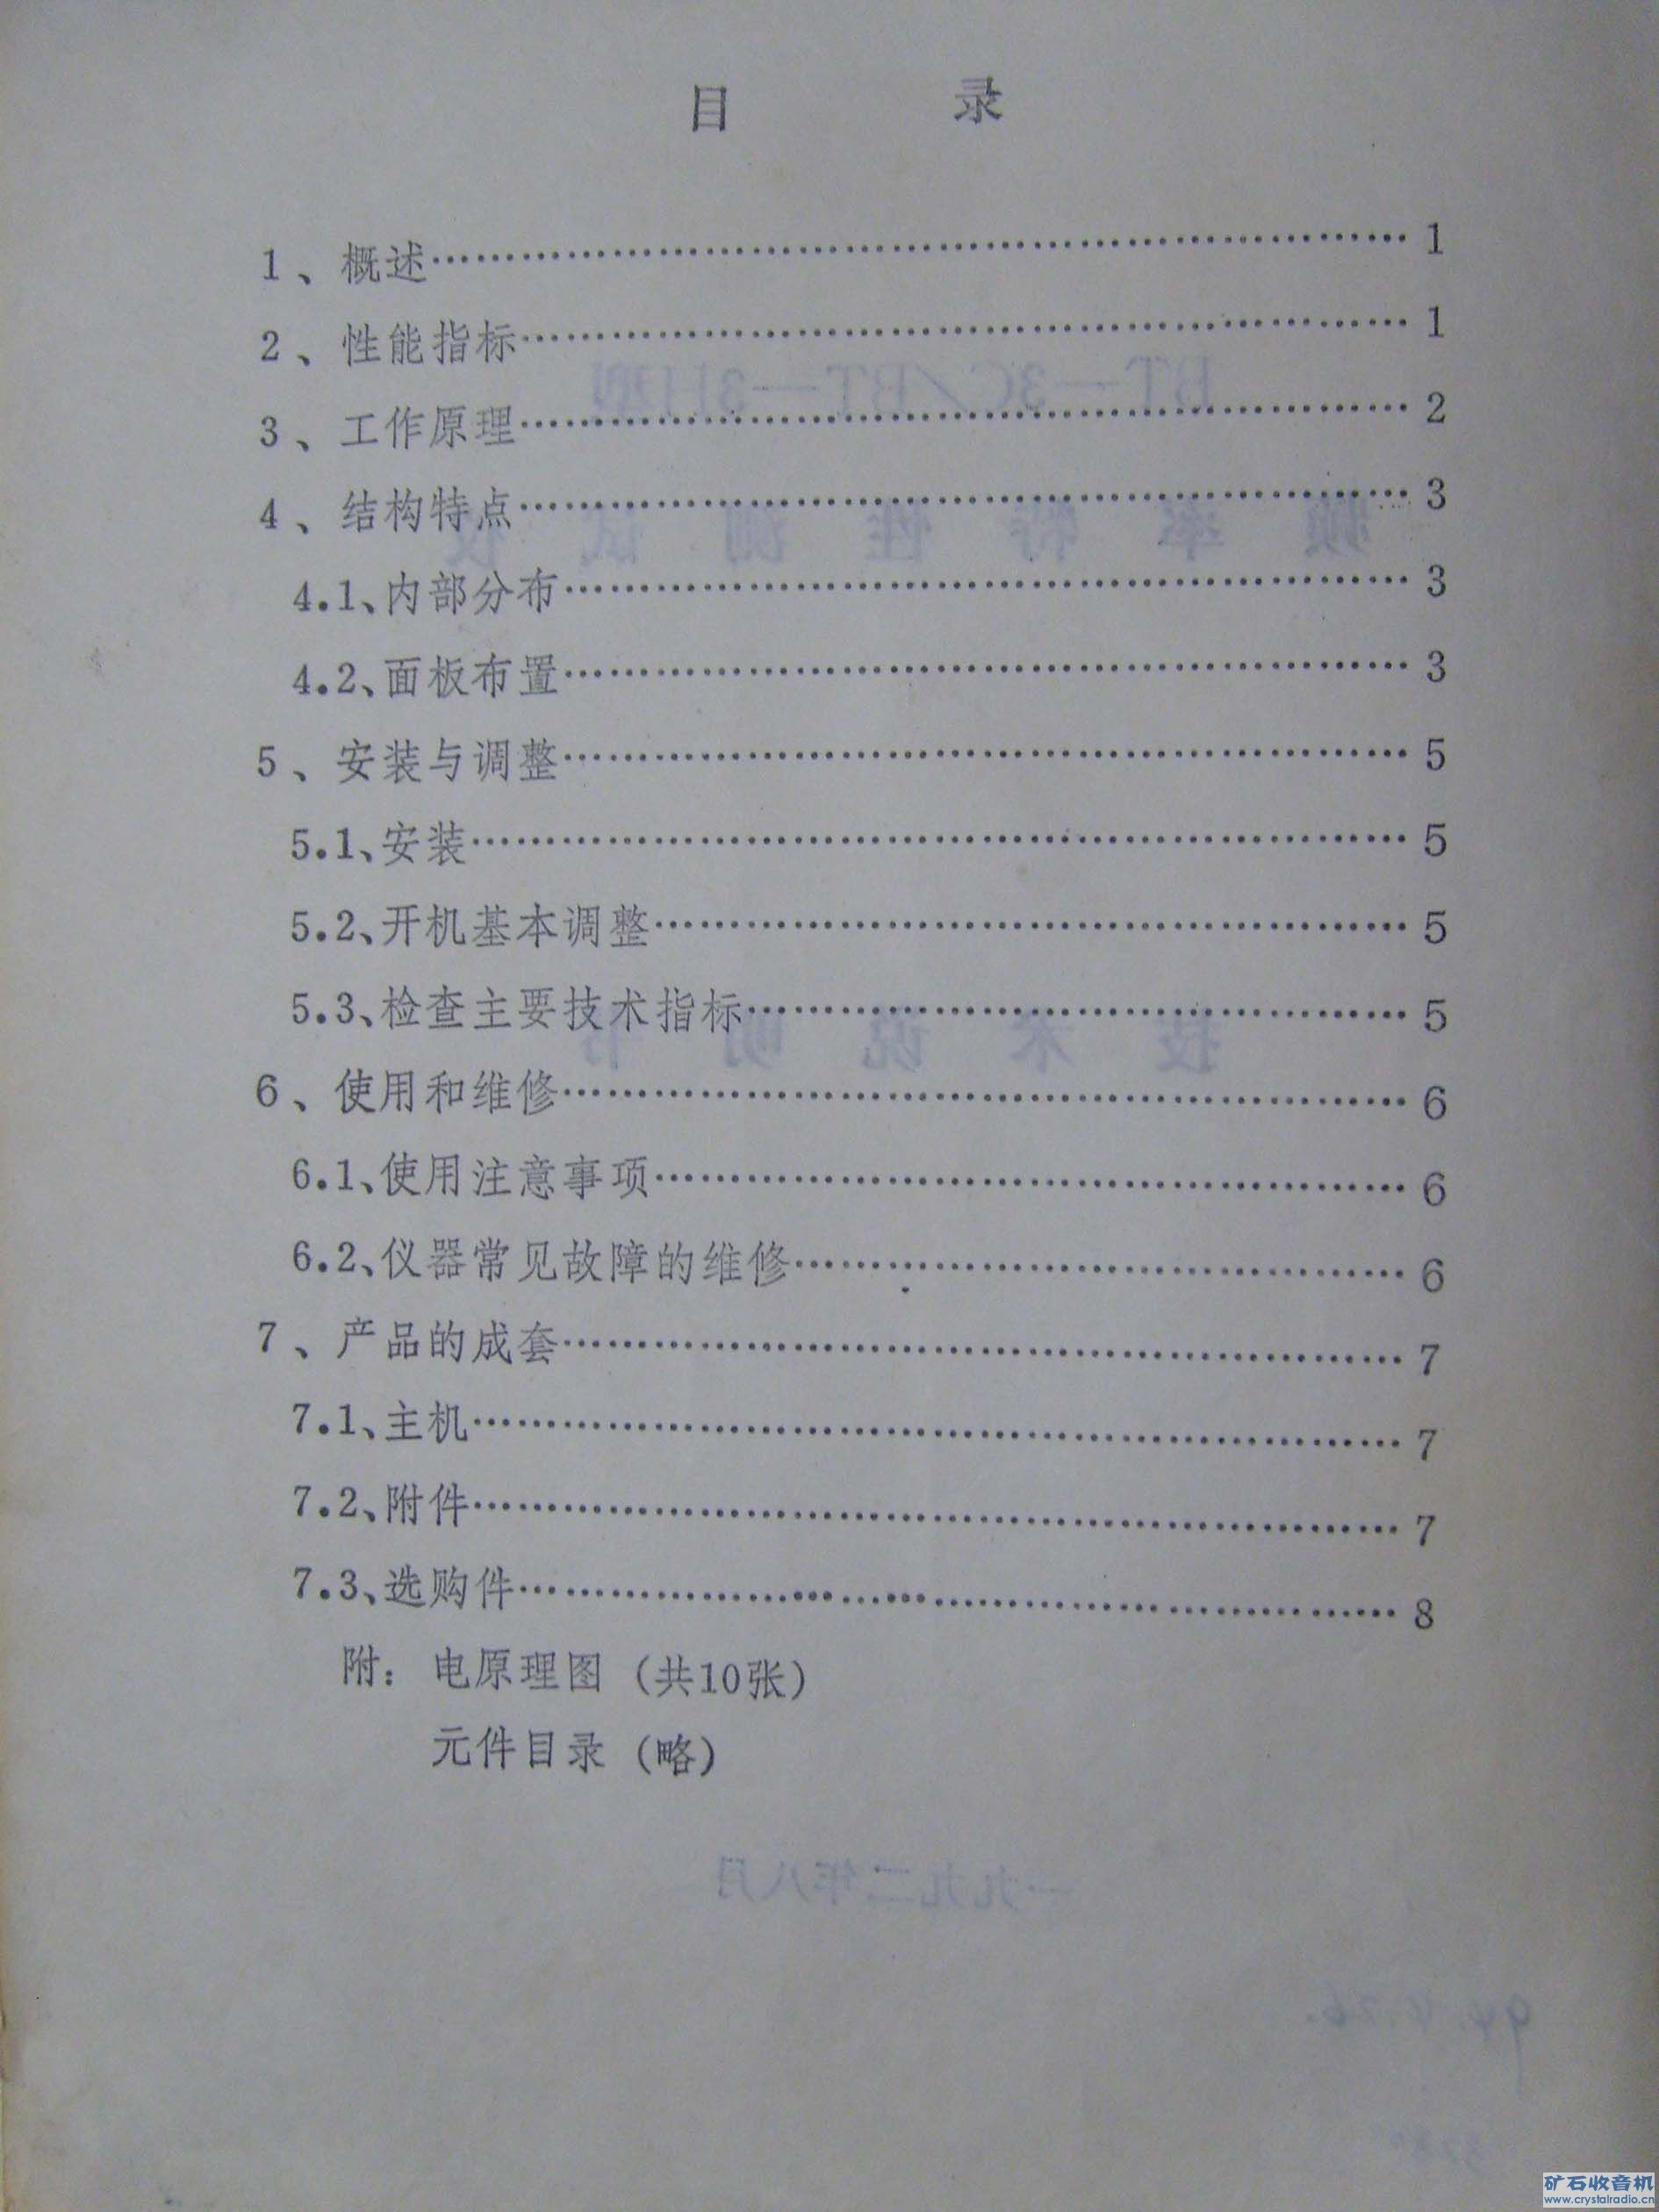 目 录
1、概述…………………………………………………………1
2、性能指标……………………………………………………1
3、工作原理……………………………………………………2
4、结构特点……………………………………………………3
4.1、内部分布…………………………………………………3
4.2、面板布置…………………………………………………3
5、安装与调整…………………………………………………5
5.1、安装………………………………………………………5
5.2、开机基本调整……………………………………………5
5.3、检查主要技术指标………………………………………5
6、使用和维修…………………………………………………6
6.1、使用注意事项……………………………………………6
6.2、仪器常见故障的维修……………………………………6
7、产品的成套…………………………………………………7
7.1、主机………………………………………………………7
7.2、附件………………………………………………………7
7.3、选购件……………………………………………………8
附：电原理图（共10张）
元件目录（略）
矿石收音机
www.crystalradio.cn